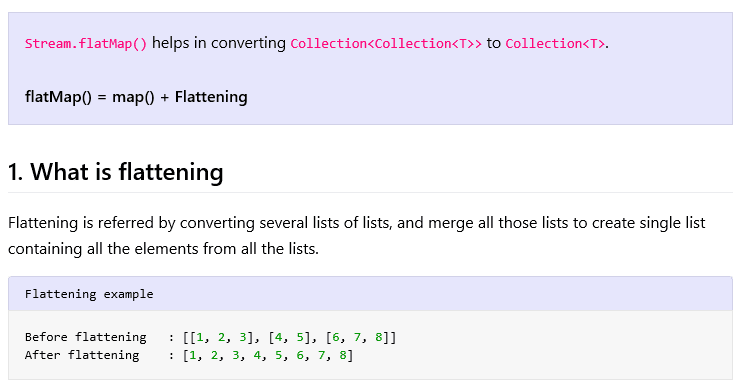 Stream.flatMap() helps in converting Collection<Collection<T>> to Collection<T>.
flatMap() = map() + Flattening
1. What is flattening
Flattening is referred by converting several lists of lists, and merge all those lists to create single list
containing all the elements from all the lists.
Flattening example
Before flattening   : [[1, 2, 3], [4, 5], [6, 7, 8]]
After flattening    : [1, 2, 3, 4, 5, 6, 7, 8]